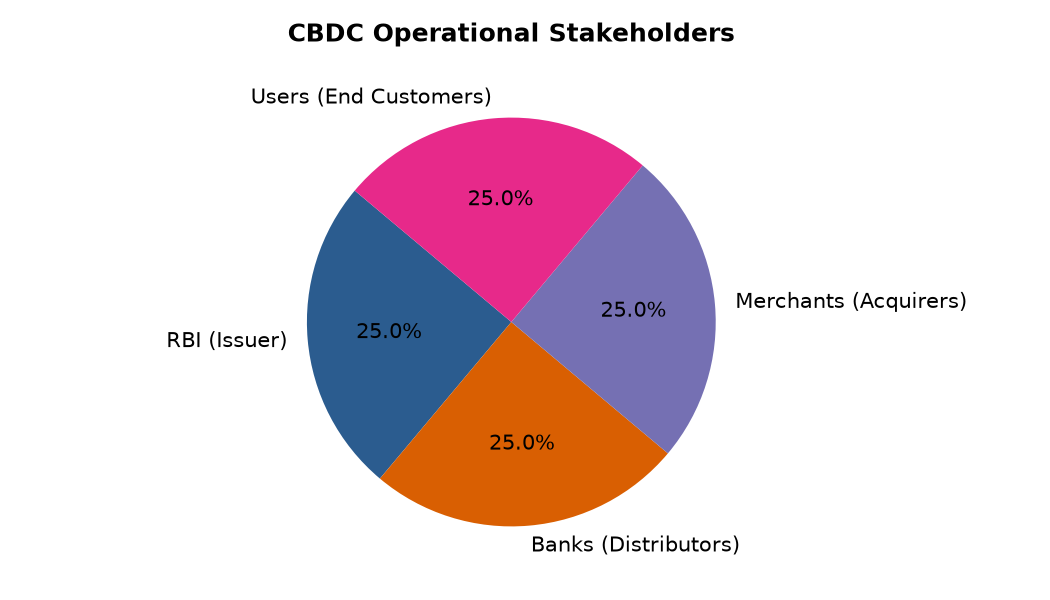 CBDC Operational Stakeholders
Users (End Customers)
25.0%
Merchants (Acquirers)
25.0%
RBI (Issuer)
25.0%
25.0%
Banks (Distributors)